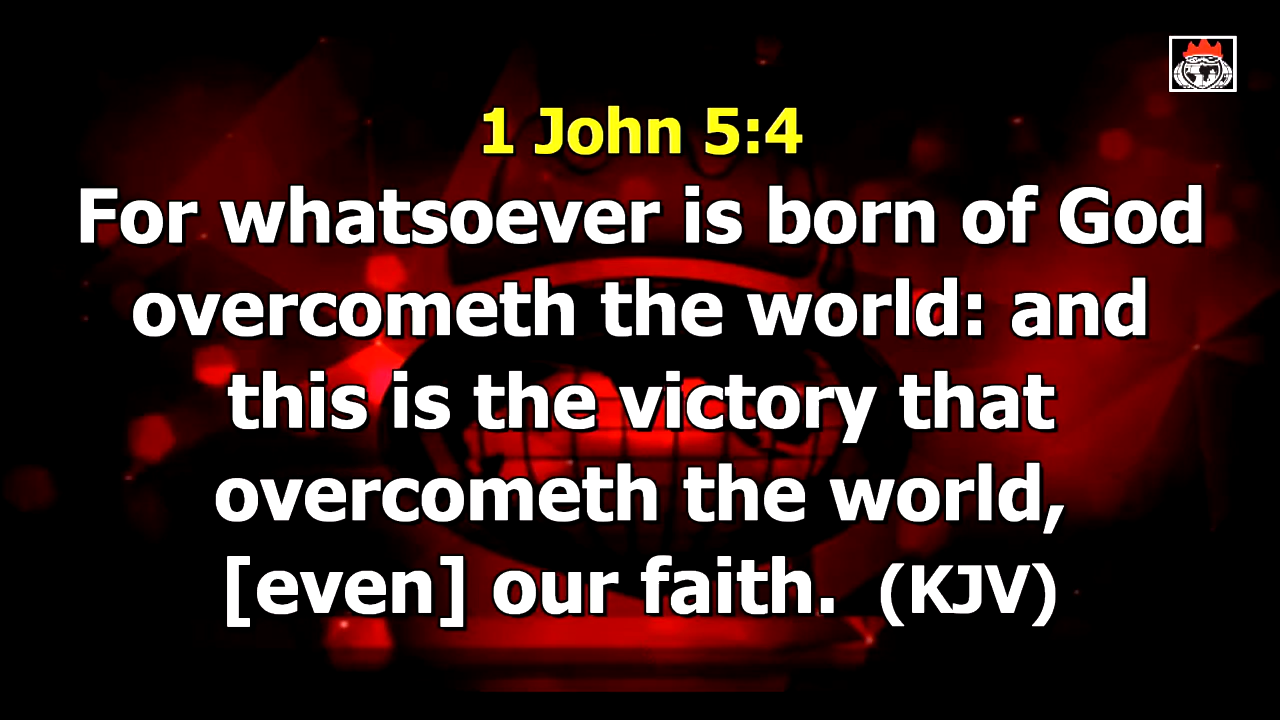 1 John 5:4
For whatsoever is born of God
overcometh the world: and
this is the victory that
overcometh the world,
[even] our faith. (KJV)